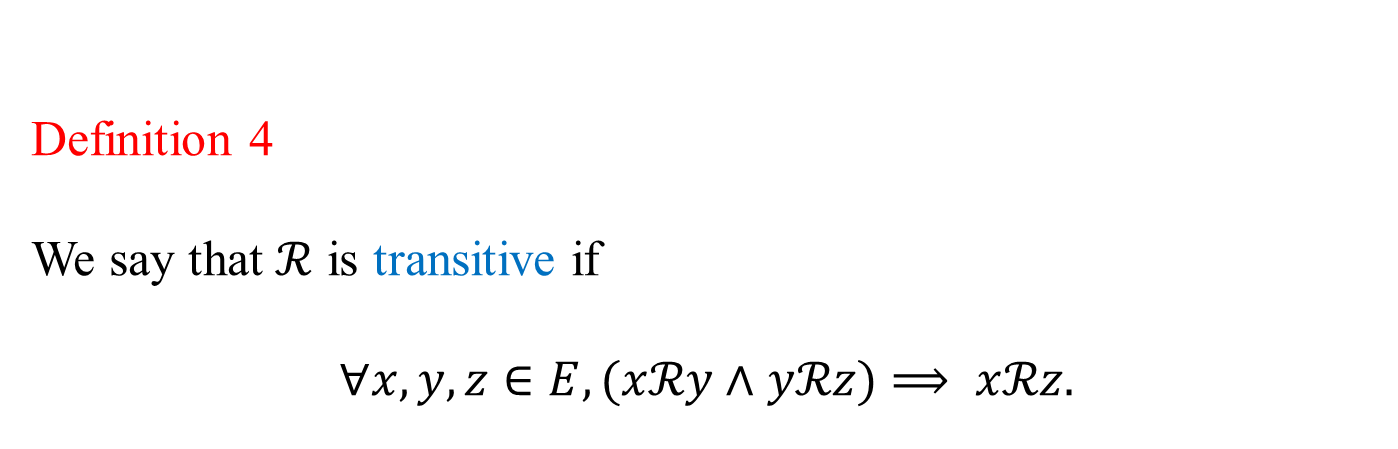 Definition 4
We say that ℛ is transitive if
∀x, y, z ∈ E, (xℛy ∧ yℛz) ⟹ xℛz.